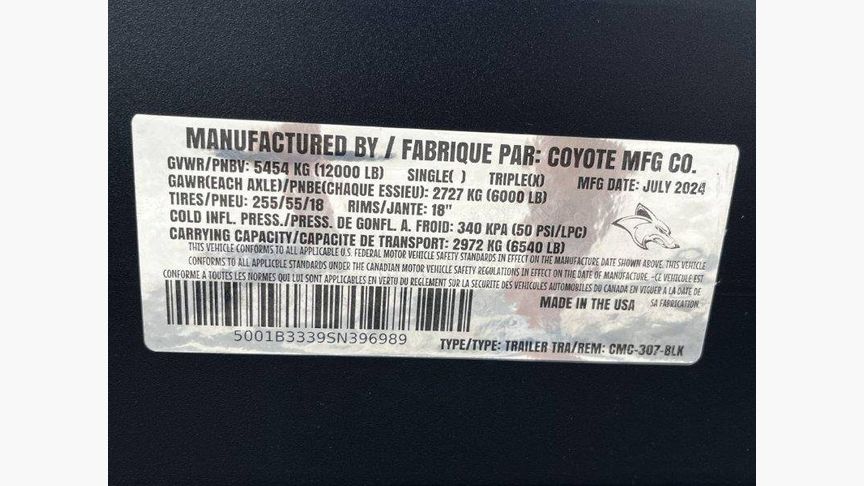 MANUFACTURED BY / FABRIQUE PAR: COYOTE MFG CO.
GVWR/PNBV: 5454 KG (12000 LB) SINGLE( ) TRIPLE(X) MFG DATE: JULY 2024
GAWR(EACH AXLE)/PNBE(CHAQUE ESSIEU): 2727 KG (6000 LB)
TIRES/PNEU: 255/55/18 RIMS/JANTE: 18"
COLD INFL. PRESS./PRESS. DE GONFL. A. FROID: 340 KPA (50 PSI/LPC)
CARRYING CAPACITY/CAPACITE DE TRANSPORT: 2972 KG (6540 LB)
THIS VEHICLE CONFORMS TO ALL APPLICABLE U.S. FEDERAL MOTOR VEHICLE SAFETY STANDARDS IN EFFECT ON THE MANUFACTURE DATE SHOWN ABOVE. THIS VEHICLE
CONFORMS TO ALL APPLICBLE STANDARDS UNDER THE CANADIAN MOTOR VEHICLE SAFETY REGULATIONS IN EFFECT ON THE DATE OF MANUFACTURE. -CE VEHICULE EST
CONFORME A TOUTES LES NORMES QUI SONT APPLICABLES EN VERTU DU REGLEMENT SUR LA SECURITE DES VEHICULES AUTOMOBILES DU CANADA EN VIGUER A LA DATE DE
SA FABRICATION.
MADE IN THE USA
5001B3339SN396989
TYPE/TYPE: TRAILER TRA/REM: CMC-307-BLK